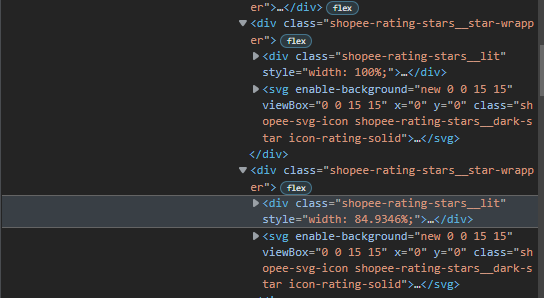 er">…</div> flex
<div class="shopee-rating-stars__star-wrapp
er"> flex
<div class="shopee-rating-stars__lit"
style="width: 100%;">…</div>
<svg enable-background="new 0 0 15 15"
viewBox="0 0 15 15" x="0" y="0" class="sh
opee-svg-icon shopee-rating-stars__dark-s
tar icon-rating-solid">…</svg>
</div>
<div class="shopee-rating-stars__star-wrapp
er"> flex
<div class="shopee-rating-stars__lit"
style="width: 84.9346%;">…</div>
<svg enable-background="new 0 0 15 15"
viewBox="0 0 15 15" x="0" y="0" class="sh
opee-svg-icon shopee-rating-stars__dark-s
tar icon-rating-solid">…</svg>